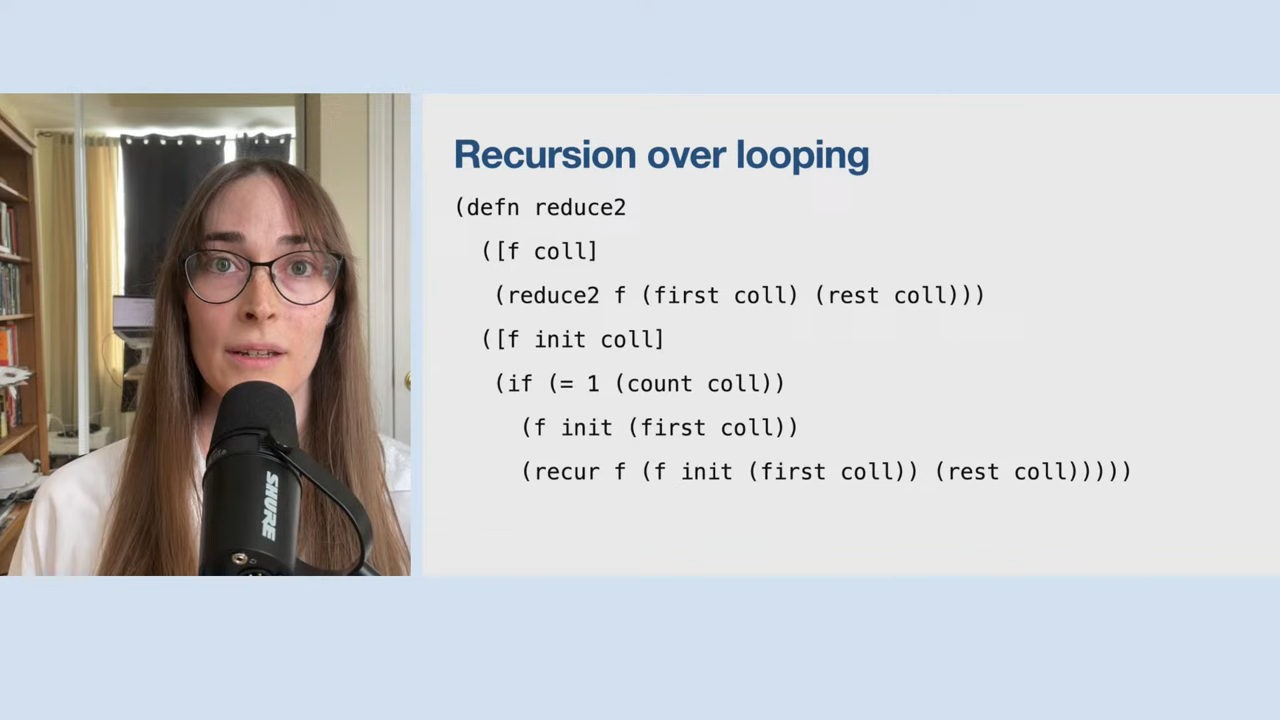 Recursion over looping
(defn reduce2
([f coll]
(reduce2 f (first coll) (rest coll)))
([f init coll]
(if (= 1 (count coll))
(f init (first coll))
(recur f (f init (first coll)) (rest coll)))))
SHURE